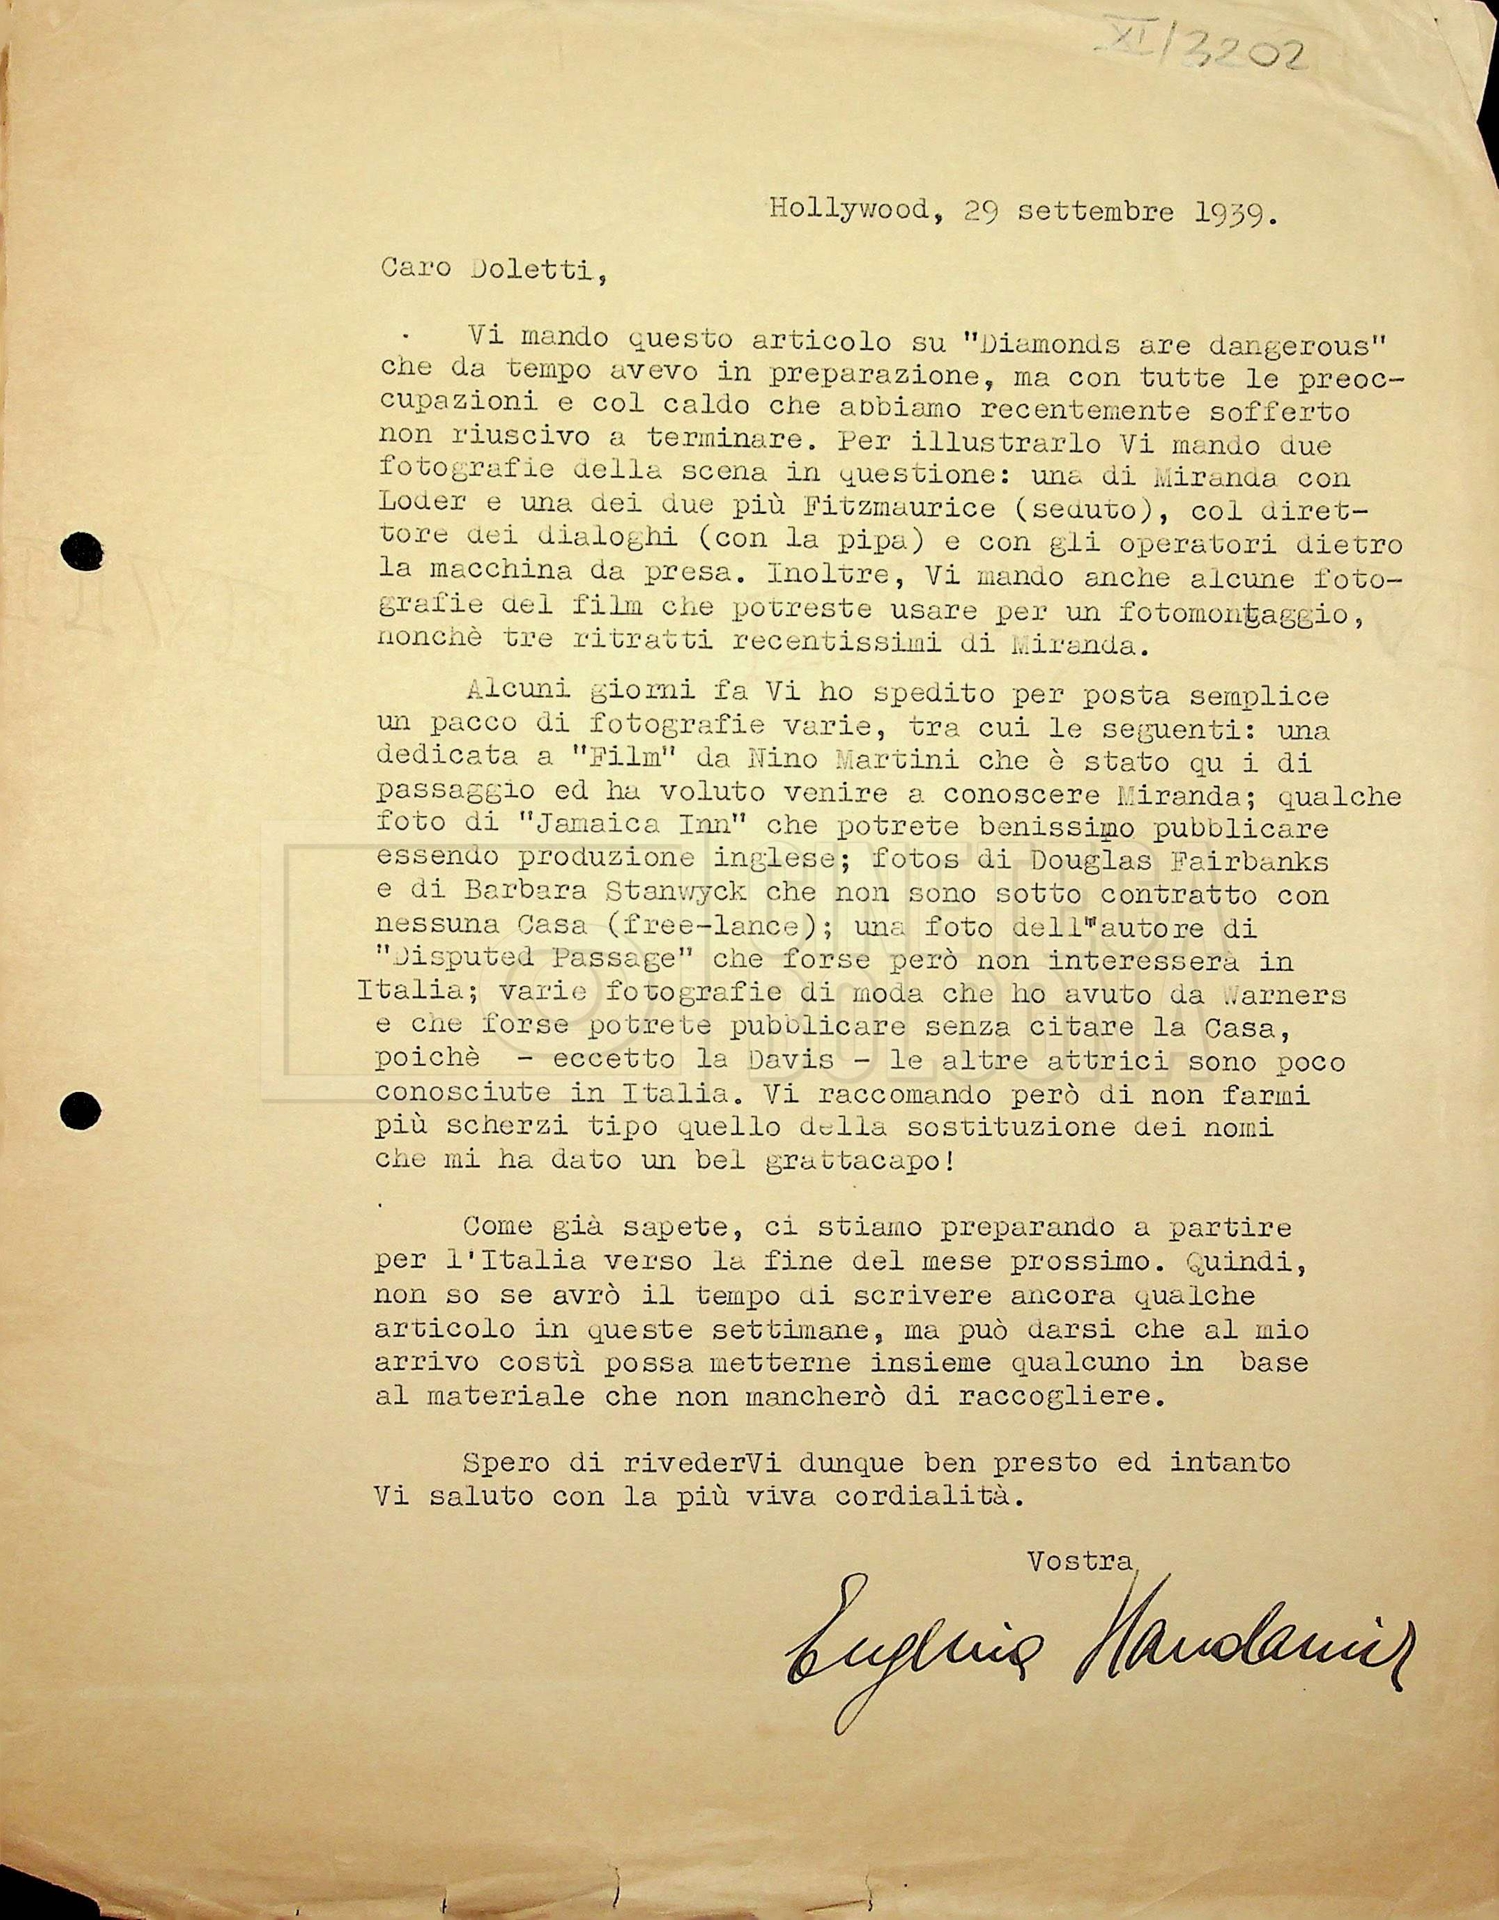 XI/3202
Hollywood, 29 settembre 1939.
Caro Doletti,
Vi mando questo articolo su "Diamonds are dangerous"
che da tempo avevo in preparazione, ma con tutte le preoc-
cupazioni e col caldo che abbiamo recentemente sofferto
non riuscivo a terminare. Per illustrarlo Vi mando due
fotografie della scena in questione: una di Miranda con
Loder e una dei due più Fitzmaurice (seduto), col diret-
tore dei dialoghi (con la pipa) e con gli operatori dietro
la macchina da presa. Inoltre, Vi mando anche alcune foto-
grafie del film che potreste usare per un fotomontaggio,
nonchè tre ritratti recentissimi di Miranda.
Alcuni giorni fa Vi ho spedito per posta semplice
un pacco di fotografie varie, tra cui le seguenti: una
dedicata a "Film" da Nino Martini che è stato qu i di
passaggio ed ha voluto venire a conoscere Miranda; qualche
foto di "Jamaica Inn" che potrete benissimo pubblicare
essendo produzione inglese; fotos di Douglas Fairbanks
e di Barbara Stanwyck che non sono sotto contratto con
nessuna Casa (free-lance); una foto dell'autore di
"Disputed Passage" che forse però non interesserà in
Italia; varie fotografie di moda che ho avuto da Warners
e che forse potrete pubblicare senza citare la Casa,
poichè - eccetto la Davis - le altre attrici sono poco
conosciute in Italia. Vi raccomando però di non farmi
più scherzi tipo quello della sostituzione dei nomi
che mi ha dato un bel grattacapo!
Come già sapete, ci stiamo preparando a partire
per l'Italia verso la fine del mese prossimo. Quindi,
non so se avrò il tempo di scrivere ancora qualche
articolo in queste settimane, ma può darsi che al mio
arrivo costì possa metterne insieme qualcuno in base
al materiale che non mancherò di raccogliere.
Spero di rivederVi dunque ben presto ed intanto
Vi saluto con la più viva cordialità.
Vostra
Eugenia Handamir